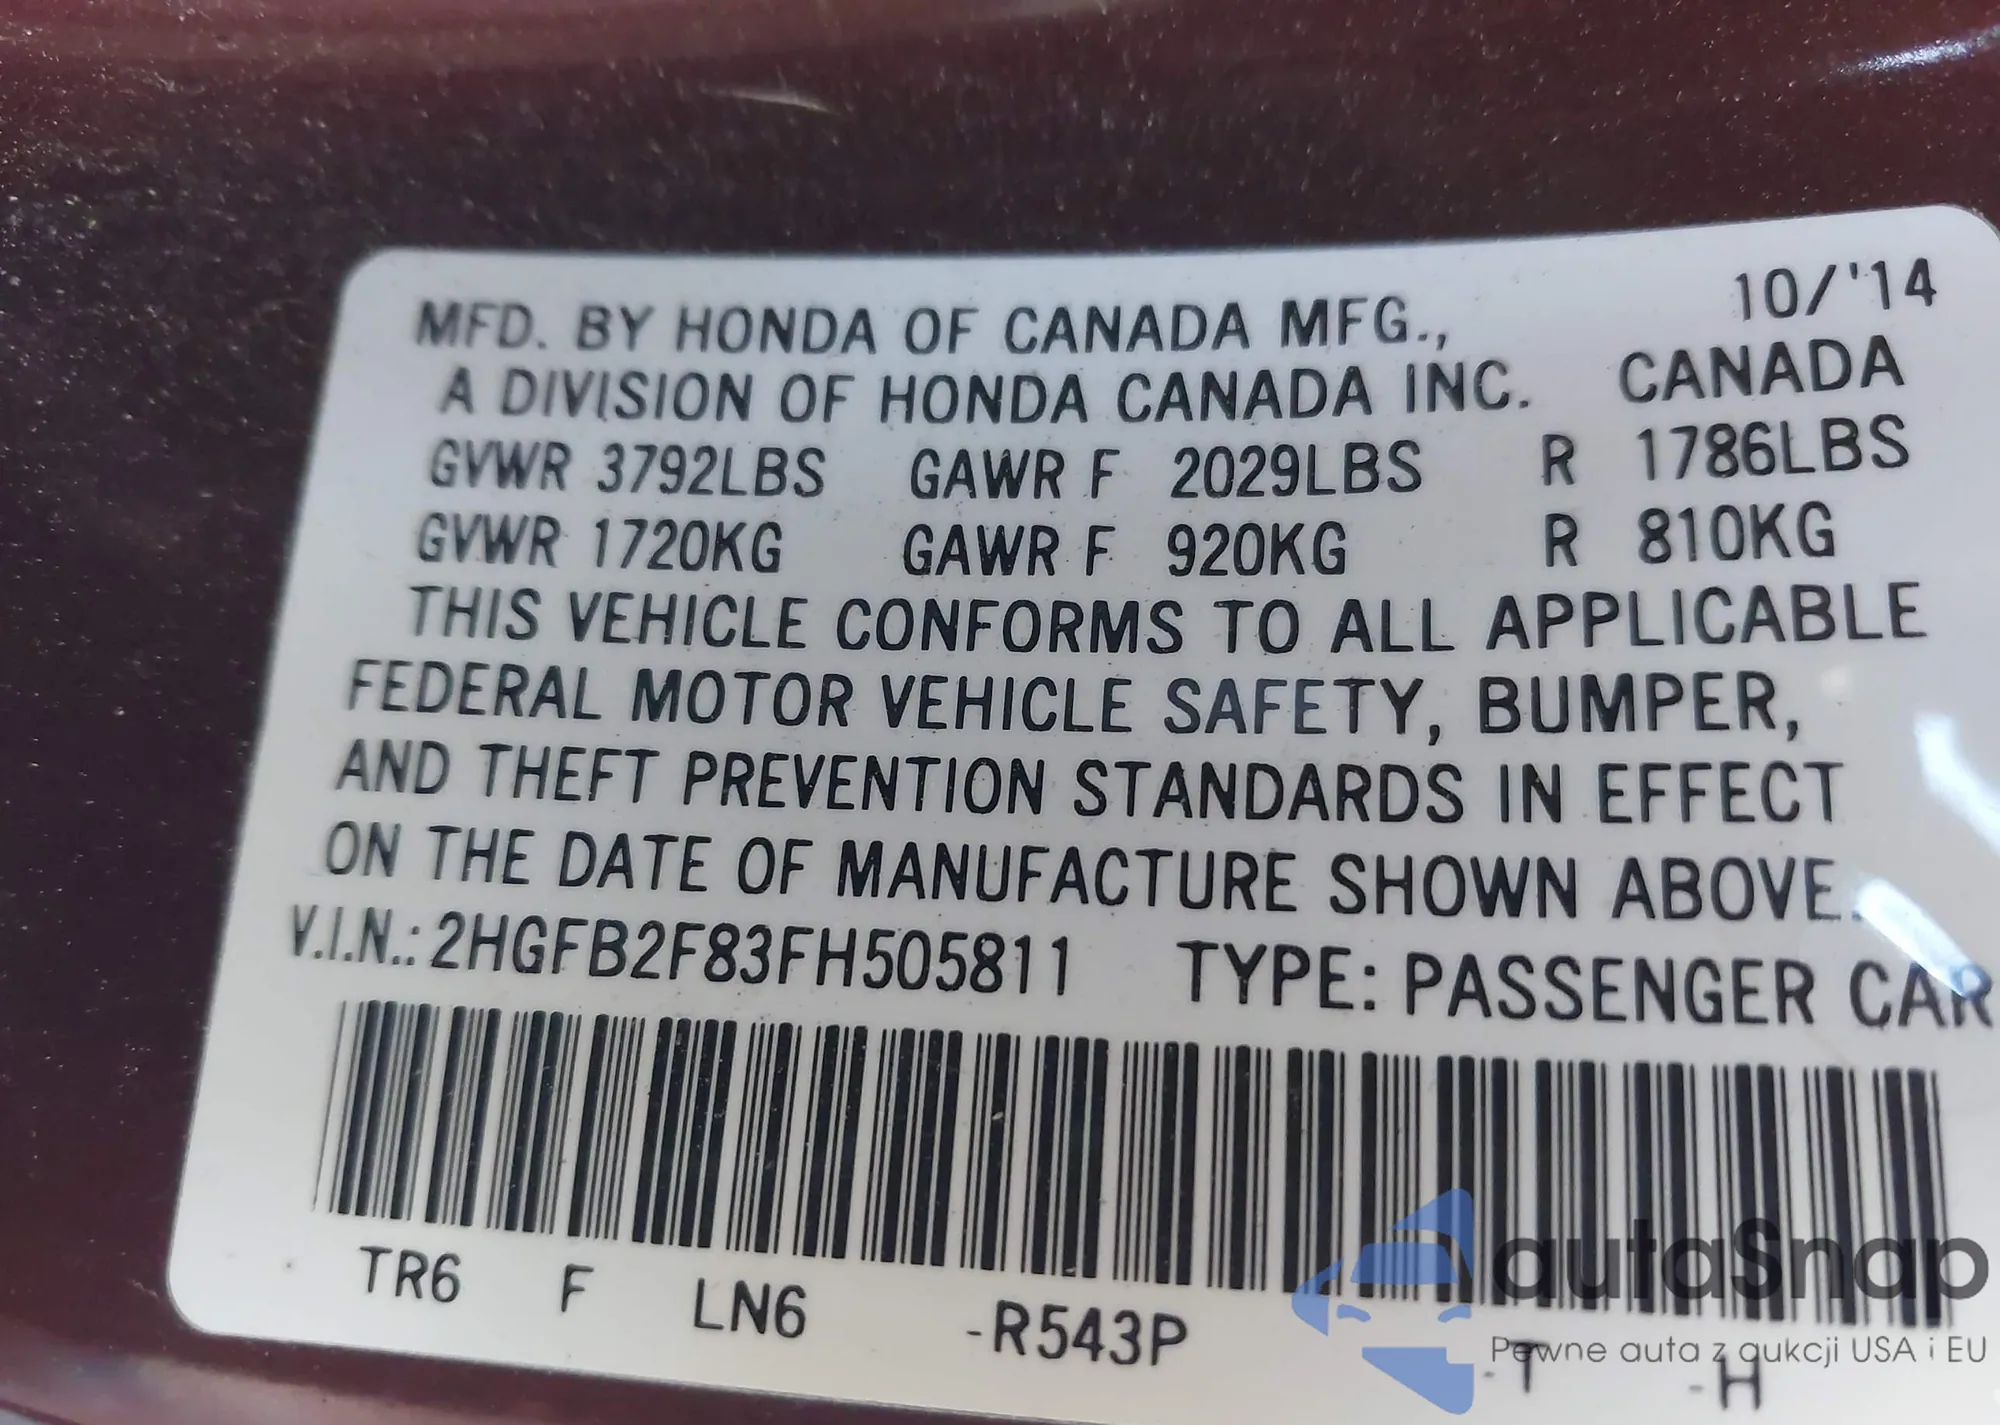 10/'14
MFD. BY HONDA OF CANADA MFG.,
A DIVISION OF HONDA CANADA INC. CANADA
GVWR 3792LBS GAWR F 2029LBS R 1786LBS
GVWR 1720KG GAWR F 920KG R 810KG
THIS VEHICLE CONFORMS TO ALL APPLICABLE
FEDERAL MOTOR VEHICLE SAFETY, BUMPER,
AND THEFT PREVENTION STANDARDS IN EFFECT
ON THE DATE OF MANUFACTURE SHOWN ABOVE.
V.I.N.: 2HGFB2F83FH505811 TYPE: PASSENGER CAR
TR6 F LN6 -R543P -T -H
autaSnap
Pewne auta z aukcji USA i EU